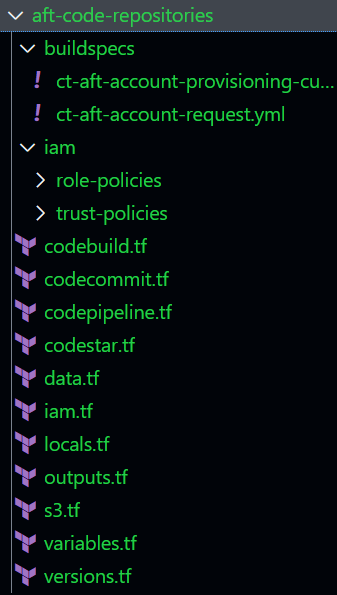 aft-code-repositories
buildspecs
ct-aft-account-provisioning-cu...
ct-aft-account-request.yml
iam
role-policies
trust-policies
codebuild.tf
codecommit.tf
codepipeline.tf
codestar.tf
data.tf
iam.tf
locals.tf
outputs.tf
s3.tf
variables.tf
versions.tf